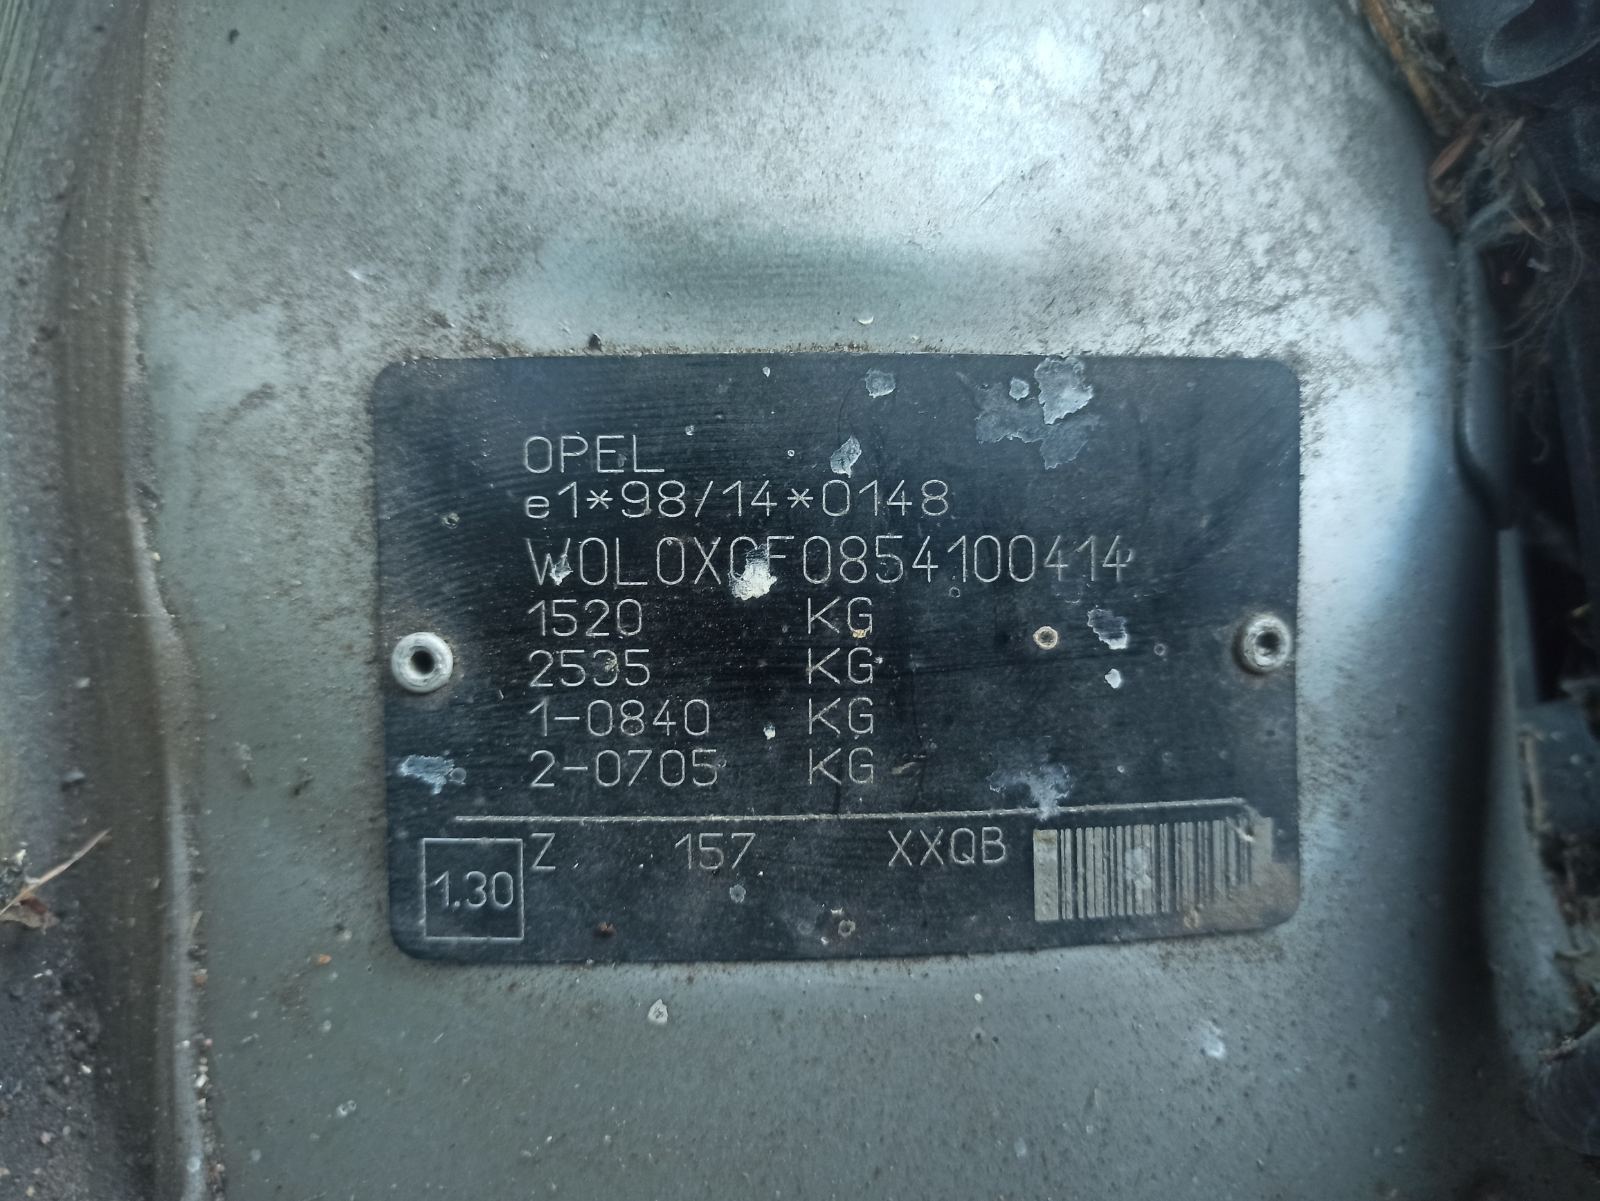 OPEL
e1*98/14*0148
W0L0XCF0854100414
1520 KG
2535 KG
1-0840 KG
2-0705 KG
1.30 Z 157 XXQB